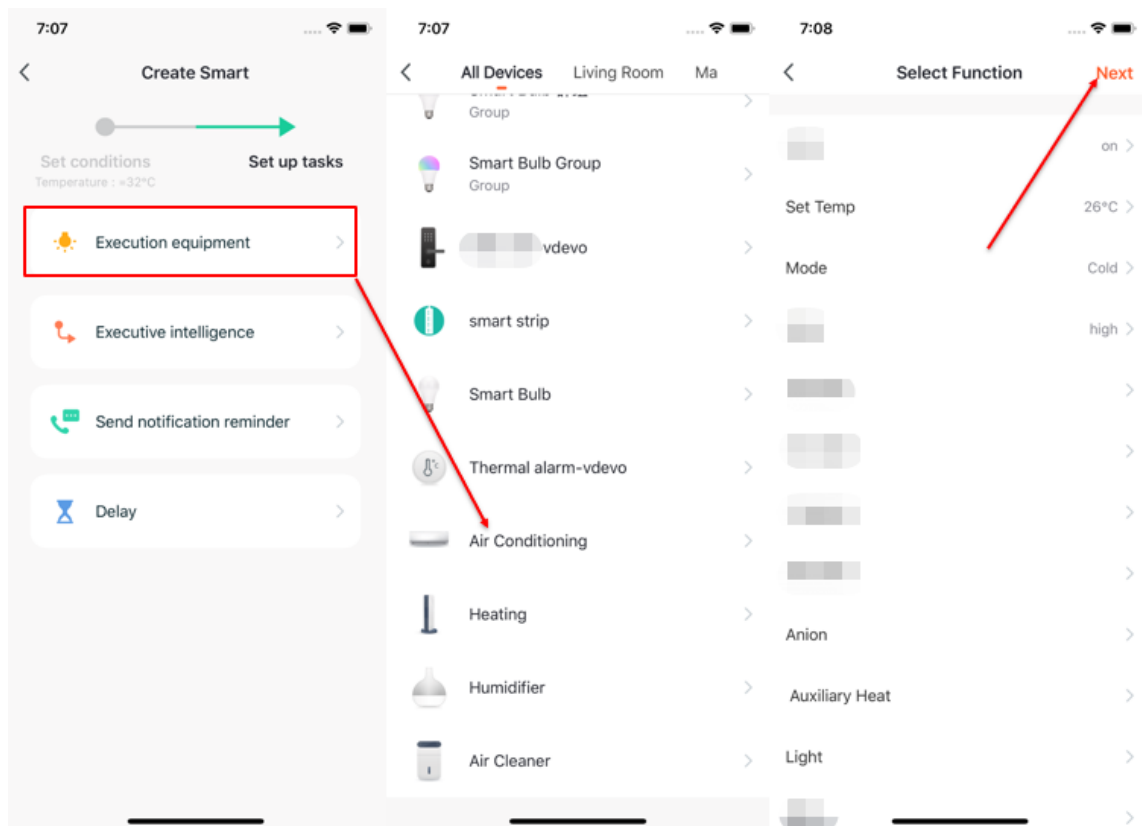 7:07
Create Smart
Set conditions
Temperature : =32°C
Set up tasks
Execution equipment
Executive intelligence
Send notification reminder
Delay
7:07
All Devices Living Room Ma
Group
Smart Bulb Group
Group
vdevo
smart strip
Smart Bulb
Thermal alarm-vdevo
Air Conditioning
Heating
Humidifier
Air Cleaner
7:08
Select Function Next
on
Set Temp 26°C
Mode Cold
high
Anion
Auxiliary Heat
Light